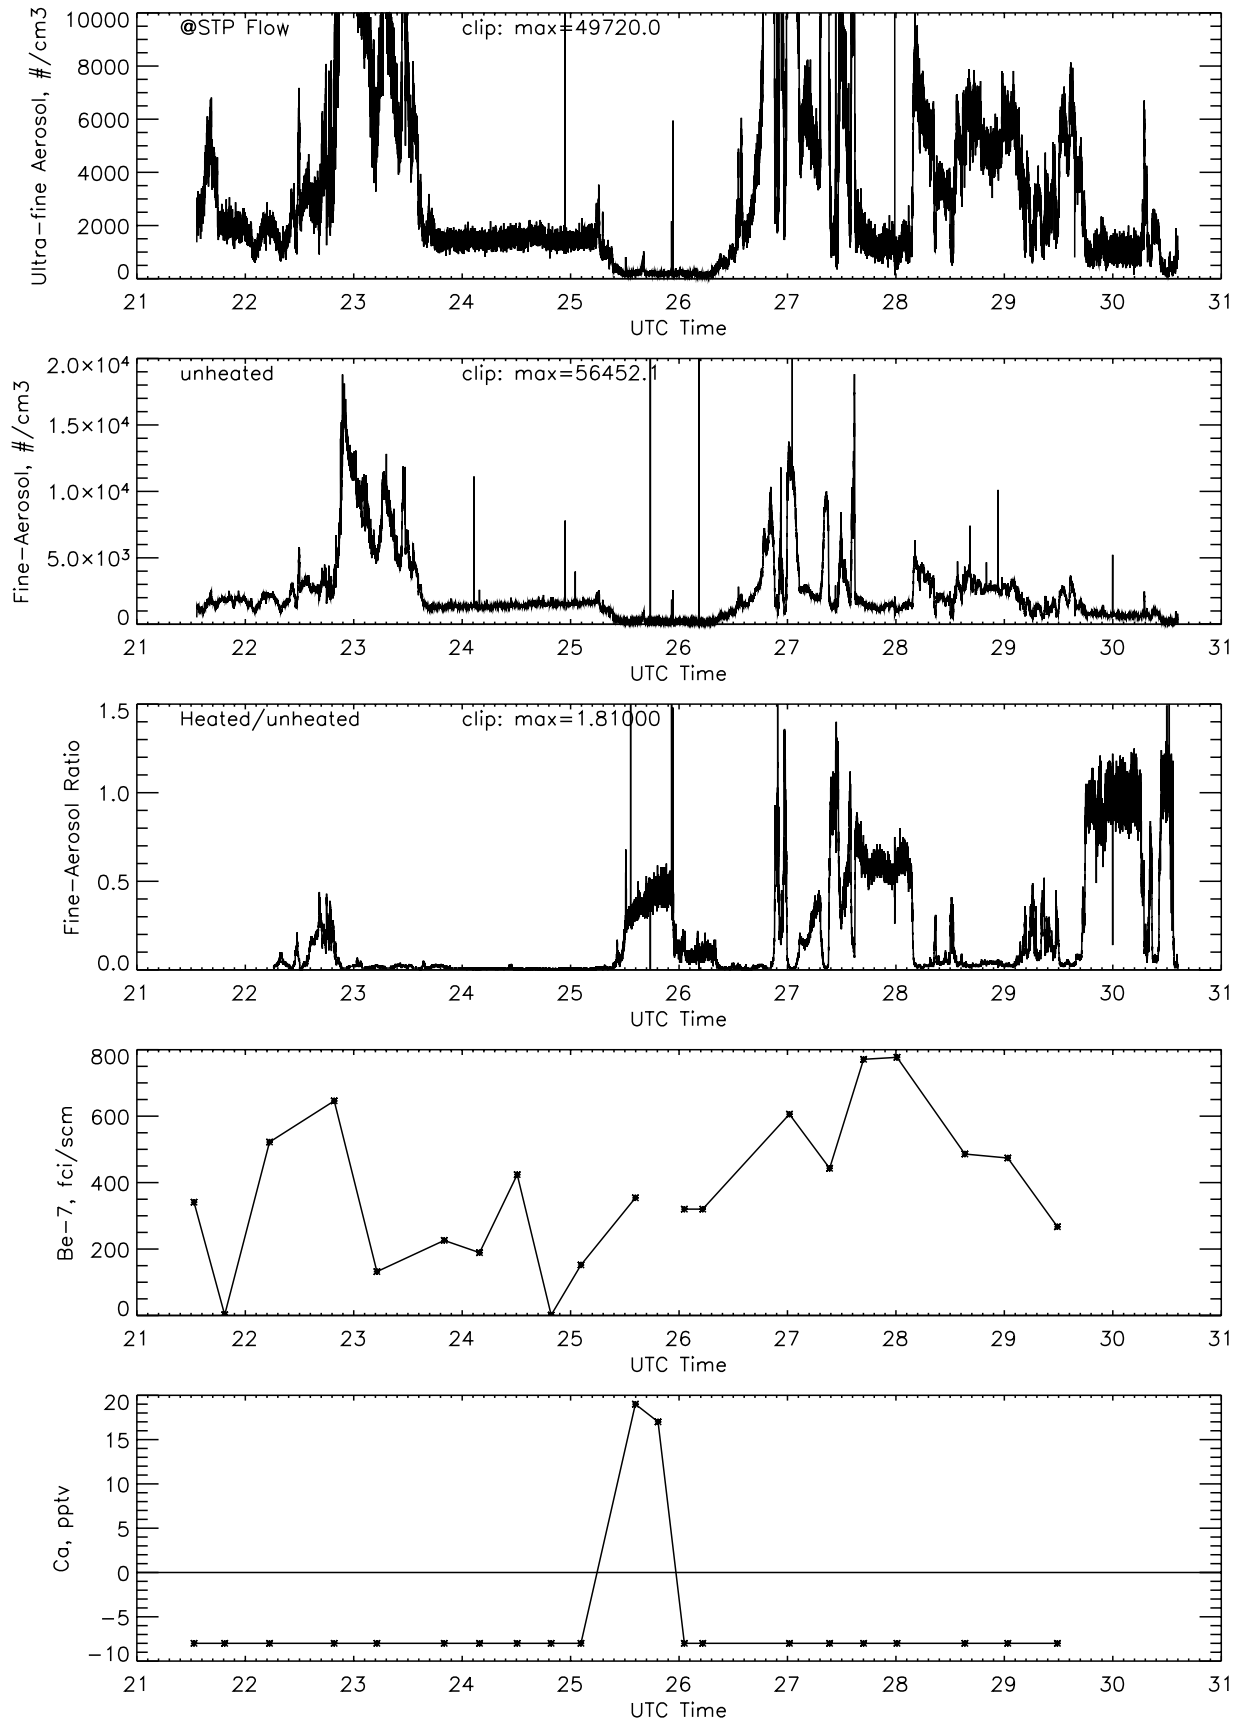 Ultra-fine Aerosol, #/cm3
10000
8000
6000
4000
2000
0
@STP Flow clip: max=49720.0
21 22 23 24 25 26 27 28 29 30 31
UTC Time
Fine-Aerosol, #/cm3
2.0×10⁴
1.5×10⁴
1.0×10⁴
5.0×10³
0
unheated clip: max=56452.1
21 22 23 24 25 26 27 28 29 30 31
UTC Time
Fine-Aerosol Ratio
1.5
1.0
0.5
0.0
Heated/unheated clip: max=1.81000
21 22 23 24 25 26 27 28 29 30 31
UTC Time
Be-7, fci/scm
800
600
400
200
0
21 22 23 24 25 26 27 28 29 30 31
UTC Time
Ca, pptv
20
15
10
5
0
-5
-10
21 22 23 24 25 26 27 28 29 30 31
UTC Time